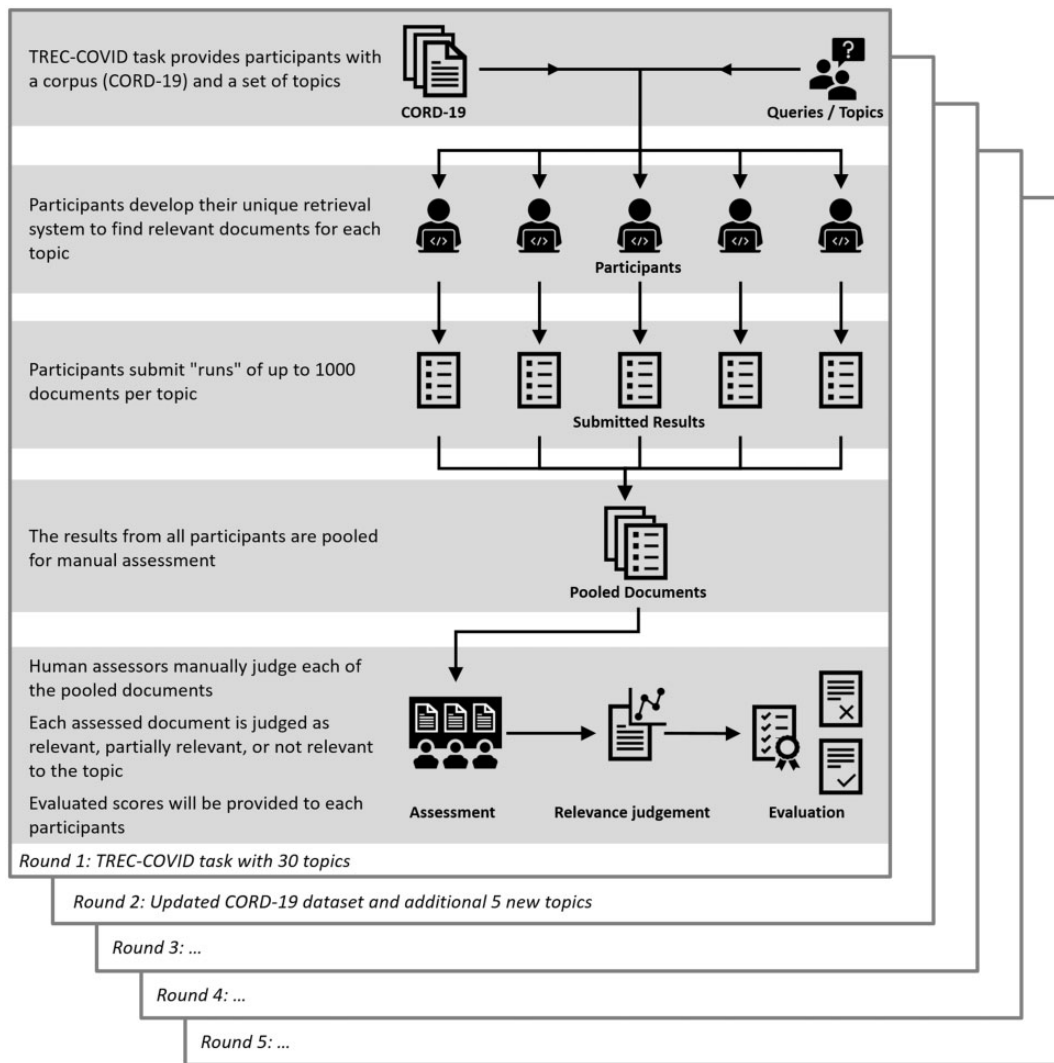 TREC-COVID task provides participants with
a corpus (CORD-19) and a set of topics
CORD-19
Queries / Topics
Participants develop their unique retrieval
system to find relevant documents for each
topic
Participants
Participants submit "runs" of up to 1000
documents per topic
Submitted Results
The results from all participants are pooled
for manual assessment
Pooled Documents
Human assessors manually judge each of
the pooled documents
Each assessed document is judged as
relevant, partially relevant, or not relevant
to the topic
Evaluated scores will be provided to each
participants
Assessment
Relevance judgement
Evaluation
Round 1: TREC-COVID task with 30 topics
Round 2: Updated CORD-19 dataset and additional 5 new topics
Round 3: ...
Round 4: ...
Round 5: ...